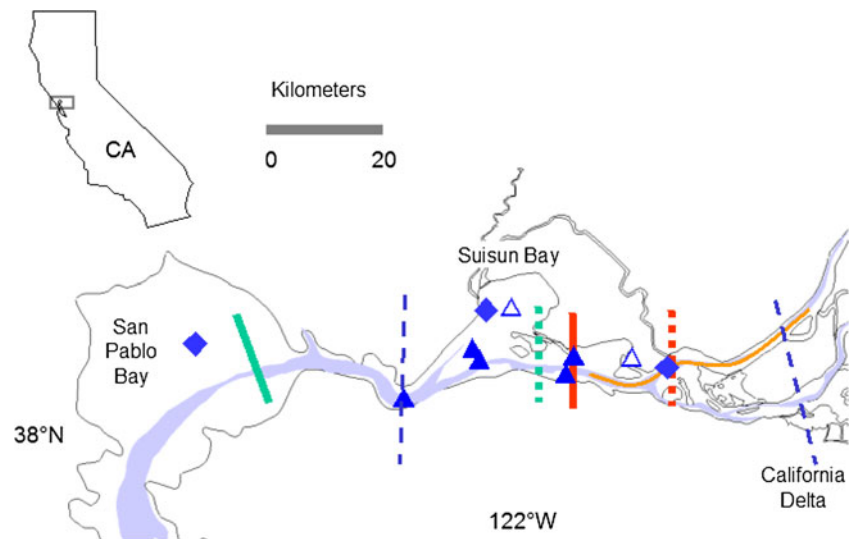 Kilometers
0 20
CA
Suisun Bay
San
Pablo
Bay
38°N
California
Delta
122°W